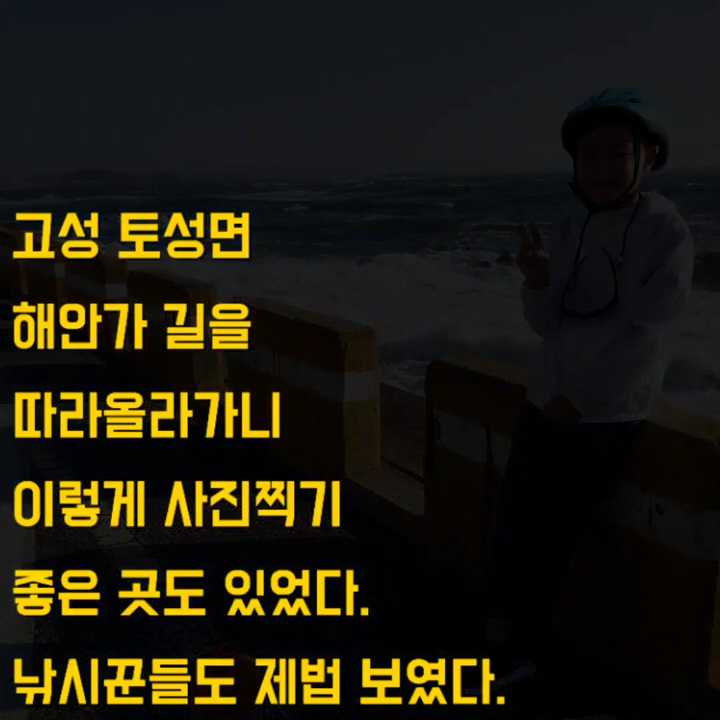 고성 토성면
해안가 길을
따라올라가니
이렇게 사진찍기
좋은 곳도 있었다.
낚시꾼들도 제법 보였다.